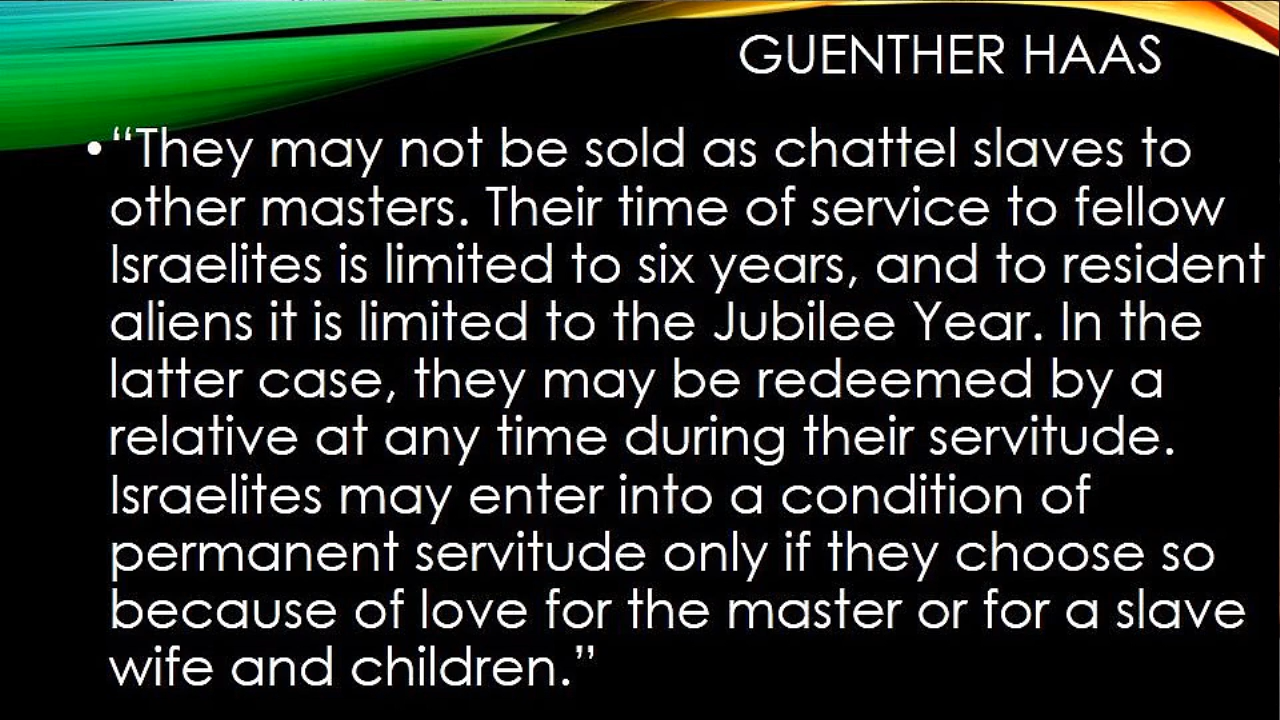 GUENTHER HAAS
• “They may not be sold as chattel slaves to
other masters. Their time of service to fellow
Israelites is limited to six years, and to resident
aliens it is limited to the Jubilee Year. In the
latter case, they may be redeemed by a
relative at any time during their servitude.
Israelites may enter into a condition of
permanent servitude only if they choose so
because of love for the master or for a slave
wife and children.”